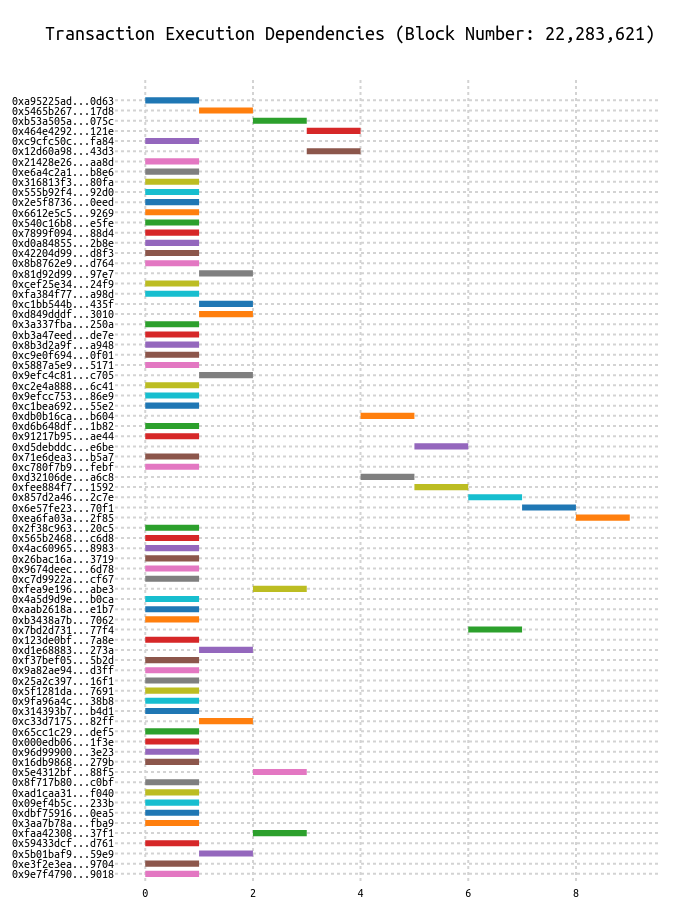 Transaction Execution Dependencies (Block Number: 22,283,621)
0xa95225ad...0d63
0x5465b267...17d8
0xb53a505a...075c
0x464e4292...121e
0xc9cfc50c...fa84
0x12d60a98...43d3
0x21428e26...aa8d
0xe6a4c2a1...b8e6
0x316813f3...80fa
0x555b92f4...92d0
0x2e5f8736...0eed
0x6612e5c5...9269
0x540c16b8...e5fe
0x7899f094...88d4
0xd0a84855...2b8e
0x42204d99...d8f3
0x8b8762e9...d764
0x81d92d99...97e7
0xcef25e34...24f9
0xfa384f77...a98d
0xc1bb544b...435f
0xd849dddf...3010
0x3a337fba...250a
0xb3a47eed...de7e
0x8b3d2a9f...a948
0xc9e0f694...0f01
0x5887a5e9...5171
0x9efc4c81...c705
0xc2e4a888...6c41
0x9efcc753...86e9
0xc1bea692...55e2
0xdb0b16ca...b604
0xd6b648df...1b82
0x91217b95...ae44
0xd5debddc...e6be
0x71e6dea3...b5a7
0xc780f7b9...febf
0xd32106de...a6c8
0xfee884f7...1592
0x857d2a46...2c7e
0x6e57fe23...70f1
0xea6fa03a...2f85
0x2f38c963...20c5
0x565b2468...c6d8
0x4ac60965...8983
0x26bac16a...3719
0x9674deec...6d78
0xc7d9922a...cf67
0xfea9e196...abe3
0x4a5d9d9e...b0ca
0xaab2618a...e1b7
0xb3438a7b...7062
0x7bd2d731...77f4
0x123de0bf...7a8e
0xd1e68883...273a
0xf37bef05...5b2d
0x9a82ae94...d3ff
0x25a2c397...16f1
0x5f1281da...7691
0x9fa96a4c...38b8
0x314393b7...b4d1
0xc33d7175...82ff
0x65cc1c29...def5
0x000edb06...1f3e
0x96d99900...3e23
0x16db9868...279b
0x5e4312bf...88f5
0x8f717b80...c0bf
0xad1caa31...f040
0x09ef4b5c...233b
0xdbf75916...0ea5
0x3aa7b78a...fba9
0xfaa42308...37f1
0x59433dcf...d761
0x5b01baf9...59e9
0xe3f2e3ea...9704
0x9e7f4790...9018
0 2 4 6 8